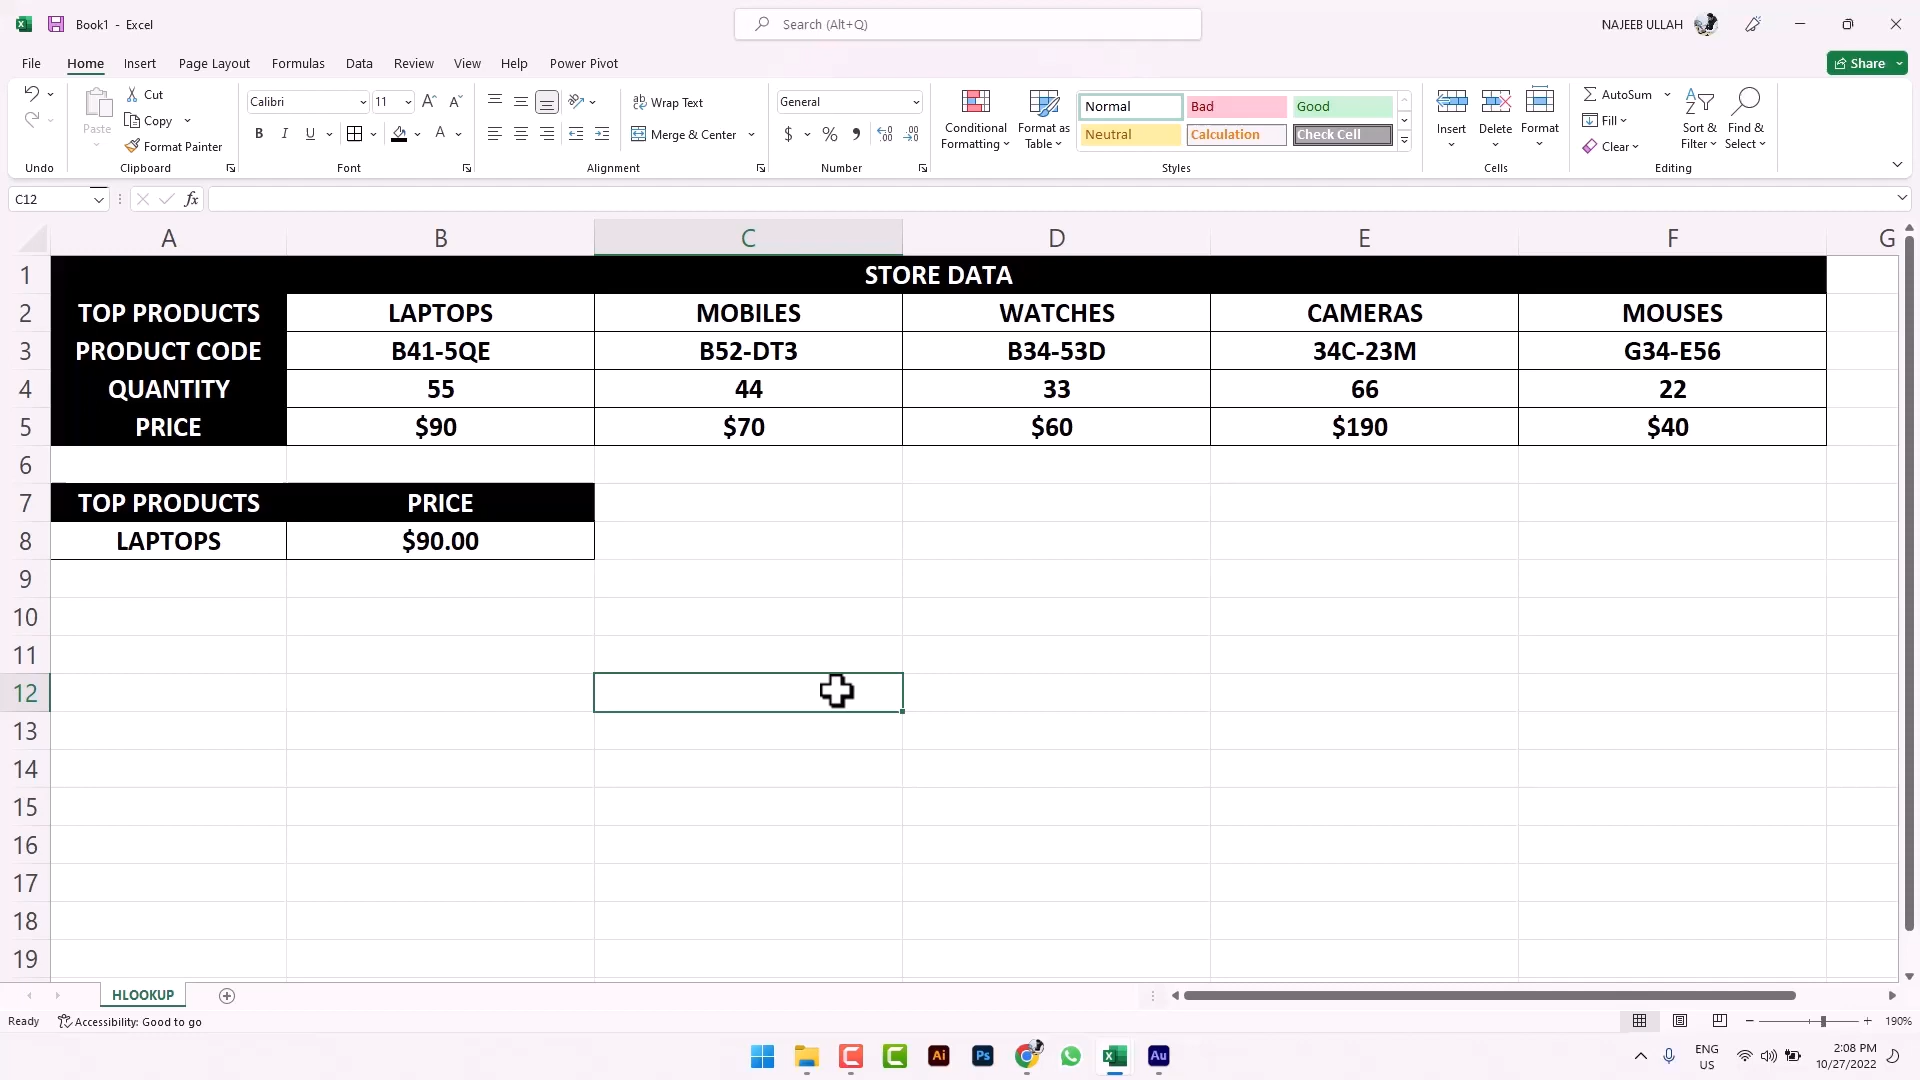 Book1 - Excel
Search (Alt+Q)
NAJEEB ULLAH
File Home Insert Page Layout Formulas Data Review View Help Power Pivot
Share
Cut
Copy
Format Painter
Paste
Undo
Clipboard
Calibri
11
B I U
Font
Wrap Text
Merge & Center
Alignment
General
$ % ,
Number
Conditional Formatting
Format as Table
Normal Bad Good
Neutral Calculation Check Cell
Styles
Insert Delete Format
Cells
AutoSum
Fill
Clear
Sort & Filter
Find & Select
Editing
C12
fx
A B C D E F G
1 STORE DATA
2 TOP PRODUCTS LAPTOPS MOBILES WATCHES CAMERAS MOUSES
3 PRODUCT CODE B41-5QE B52-DT3 B34-53D 34C-23M G34-E56
4 QUANTITY 55 44 33 66 22
5 PRICE $90 $70 $60 $190 $40
6
7 TOP PRODUCTS PRICE
8 LAPTOPS $90.00
9
10
11
12
13
14
15
16
17
18
19
HLOOKUP
Ready
Accessibility: Good to go
190%
Ai
Ps
Au
ENG
US
2:08 PM
10/27/2022